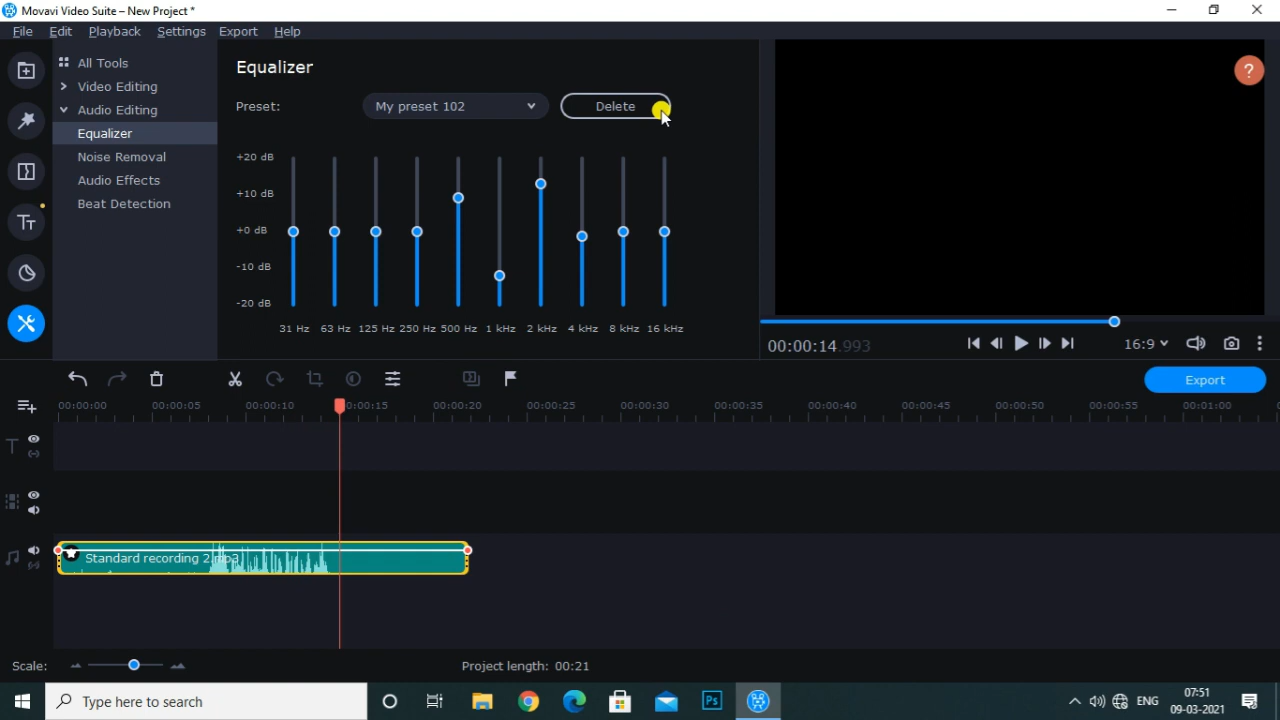 Movavi Video Suite – New Project *
File Edit Playback Settings Export Help
All Tools
Video Editing
Audio Editing
Equalizer
Noise Removal
Audio Effects
Beat Detection
Equalizer
Preset: My preset 102 Delete
+20 dB
+10 dB
+0 dB
-10 dB
-20 dB
31 Hz 63 Hz 125 Hz 250 Hz 500 Hz 1 kHz 2 kHz 4 kHz 8 kHz 16 kHz
?
00:00:14.993 16:9
Export
00:00:00 00:00:05 00:00:10 00:00:15 00:00:20 00:00:25 00:00:30 00:00:35 00:00:40 00:00:45 00:00:50 00:00:55 00:01:00
T
Standard recording 2.mp3
Scale: Project length: 00:21
Type here to search
Ps
ENG
07:51
09-03-2021